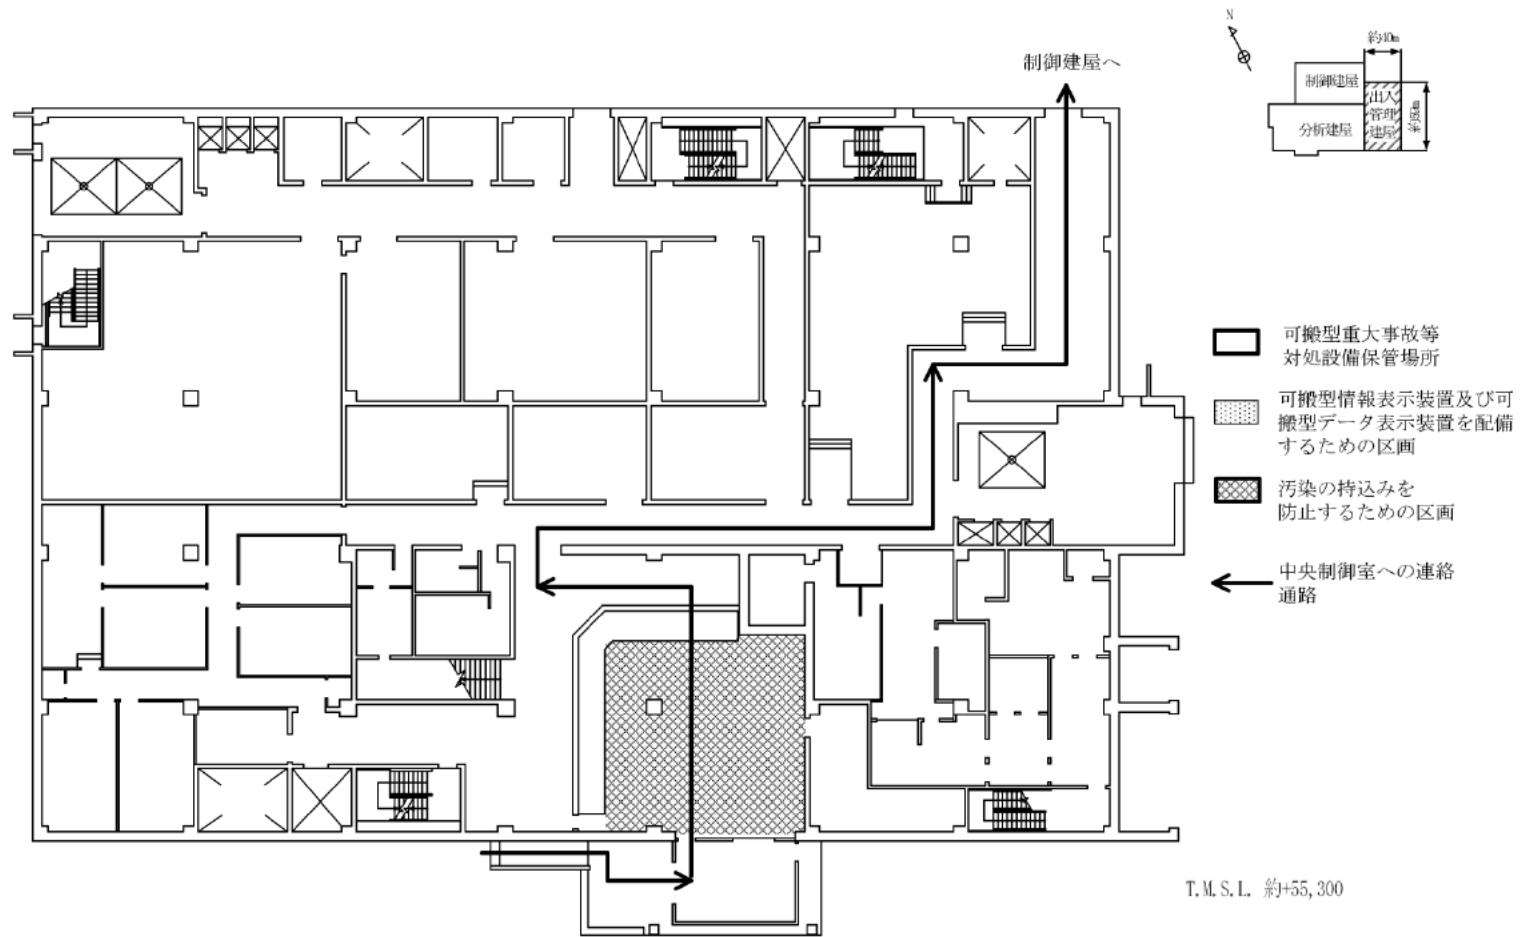 制御建屋へ
N
約40m
制御建屋
出入
管理
建屋
分析建屋
可搬型重大事故等
対処設備保管場所
可搬型情報表示装置及び可
搬型データ表示装置を配備
するための区画
汚染の持込みを
防止するための区画
中央制御室への連絡
通路
T.M.S.L. 約+55,300